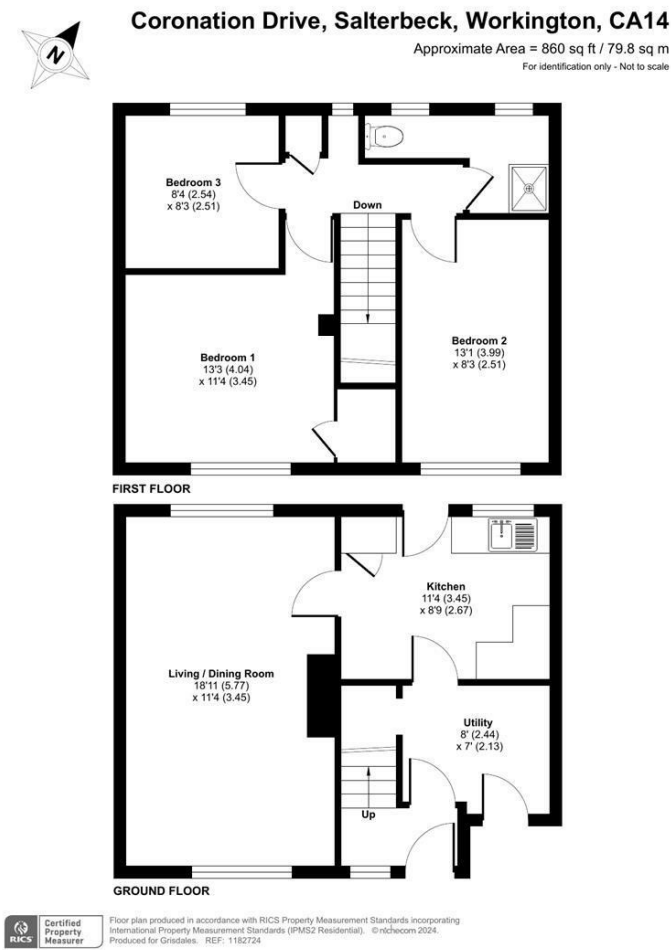 Coronation Drive, Salterbeck, Workington, CA14
Approximate Area = 860 sq ft / 79.8 sq m
For identification only - Not to scale
N
Bedroom 3
8'4 (2.54)
x 8'3 (2.51)
Down
Bedroom 1
13'3 (4.04)
x 11'4 (3.45)
Bedroom 2
13'1 (3.99)
x 8'3 (2.51)
FIRST FLOOR
Kitchen
11'4 (3.45)
x 8'9 (2.67)
Living / Dining Room
18'11 (5.77)
x 11'4 (3.45)
Utility
8' (2.44)
x 7' (2.13)
Up
GROUND FLOOR
RICS
Certified
Property
Measurer
Floor plan produced in accordance with RICS Property Measurement Standards incorporating
International Property Measurement Standards (IPMS2 Residential). © nichecom 2024.
Produced for Grisdales. REF: 1182724